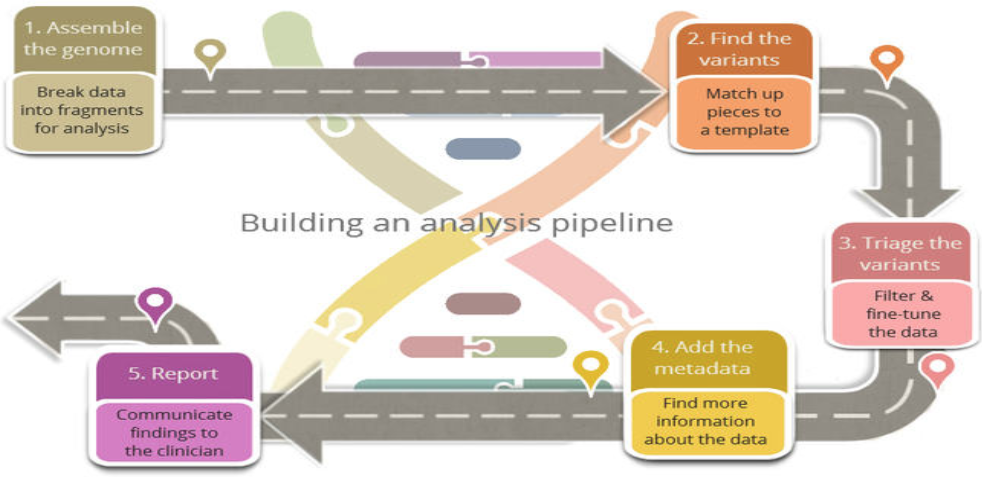 1. Assemble
the genome
Break data
into fragments
for analysis
2. Find the
variants
Match up
pieces to
a template
Building an analysis pipeline
3. Triage the
variants
Filter &
fine-tune
the data
4. Add the
metadata
Find more
information
about the data
5. Report
Communicate
findings to
the clinician